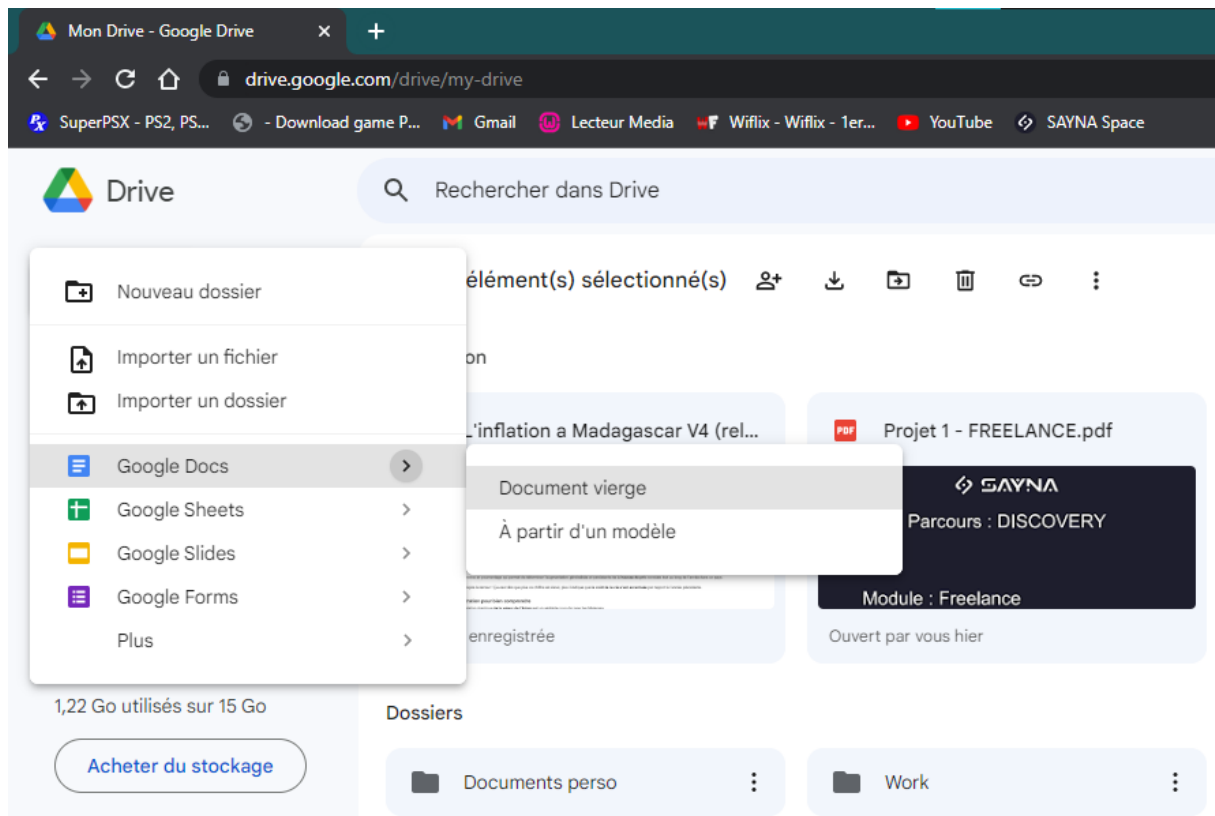 Mon Drive - Google Drive
drive.google.com/drive/my-drive
SuperPSX - PS2, PS...
- Download game P...
Gmail
Lecteur Media
Wiflix - Wiflix - 1er...
YouTube
SAYNA Space
Drive
Rechercher dans Drive
Nouveau dossier
Importer un fichier
Importer un dossier
Google Docs
Google Sheets
Google Slides
Google Forms
Plus
Document vierge
À partir d'un modèle
élément(s) sélectionné(s)
on
L'inflation a Madagascar V4 (rel...
enregistrée
PDF
Projet 1 - FREELANCE.pdf
SAYNA
Parcours : DISCOVERY
Module : Freelance
Ouvert par vous hier
1,22 Go utilisés sur 15 Go
Acheter du stockage
Dossiers
Documents perso
Work